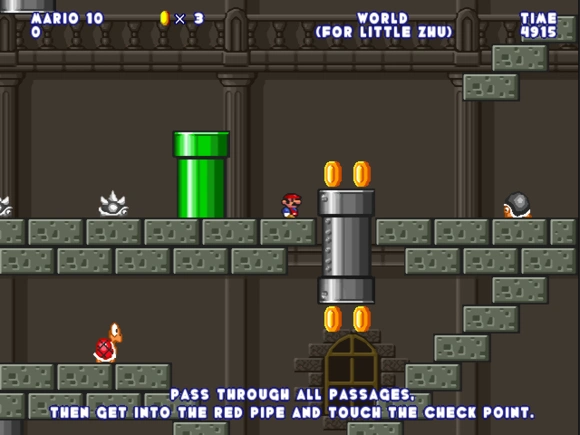 MARIO 10
0
× 3
WORLD
(FOR LITTLE ZHU)
TIME
4915
PASS THROUGH ALL PASSAGES,
THEN GET INTO THE RED PIPE AND TOUCH THE CHECK POINT.